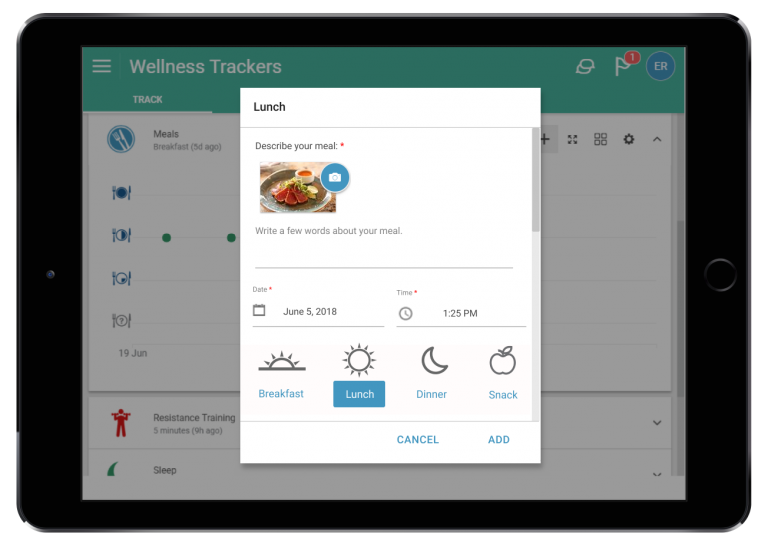 Wellness Trackers
1
ER
TRACK
Lunch
Meals
Breakfast (5d ago)
Describe your meal: *
Write a few words about your meal.
Date *
Time *
June 5, 2018
1:25 PM
?
19 Jun
Breakfast
Lunch
Dinner
Snack
Resistance Training
5 minutes (9h ago)
CANCEL
ADD
Sleep